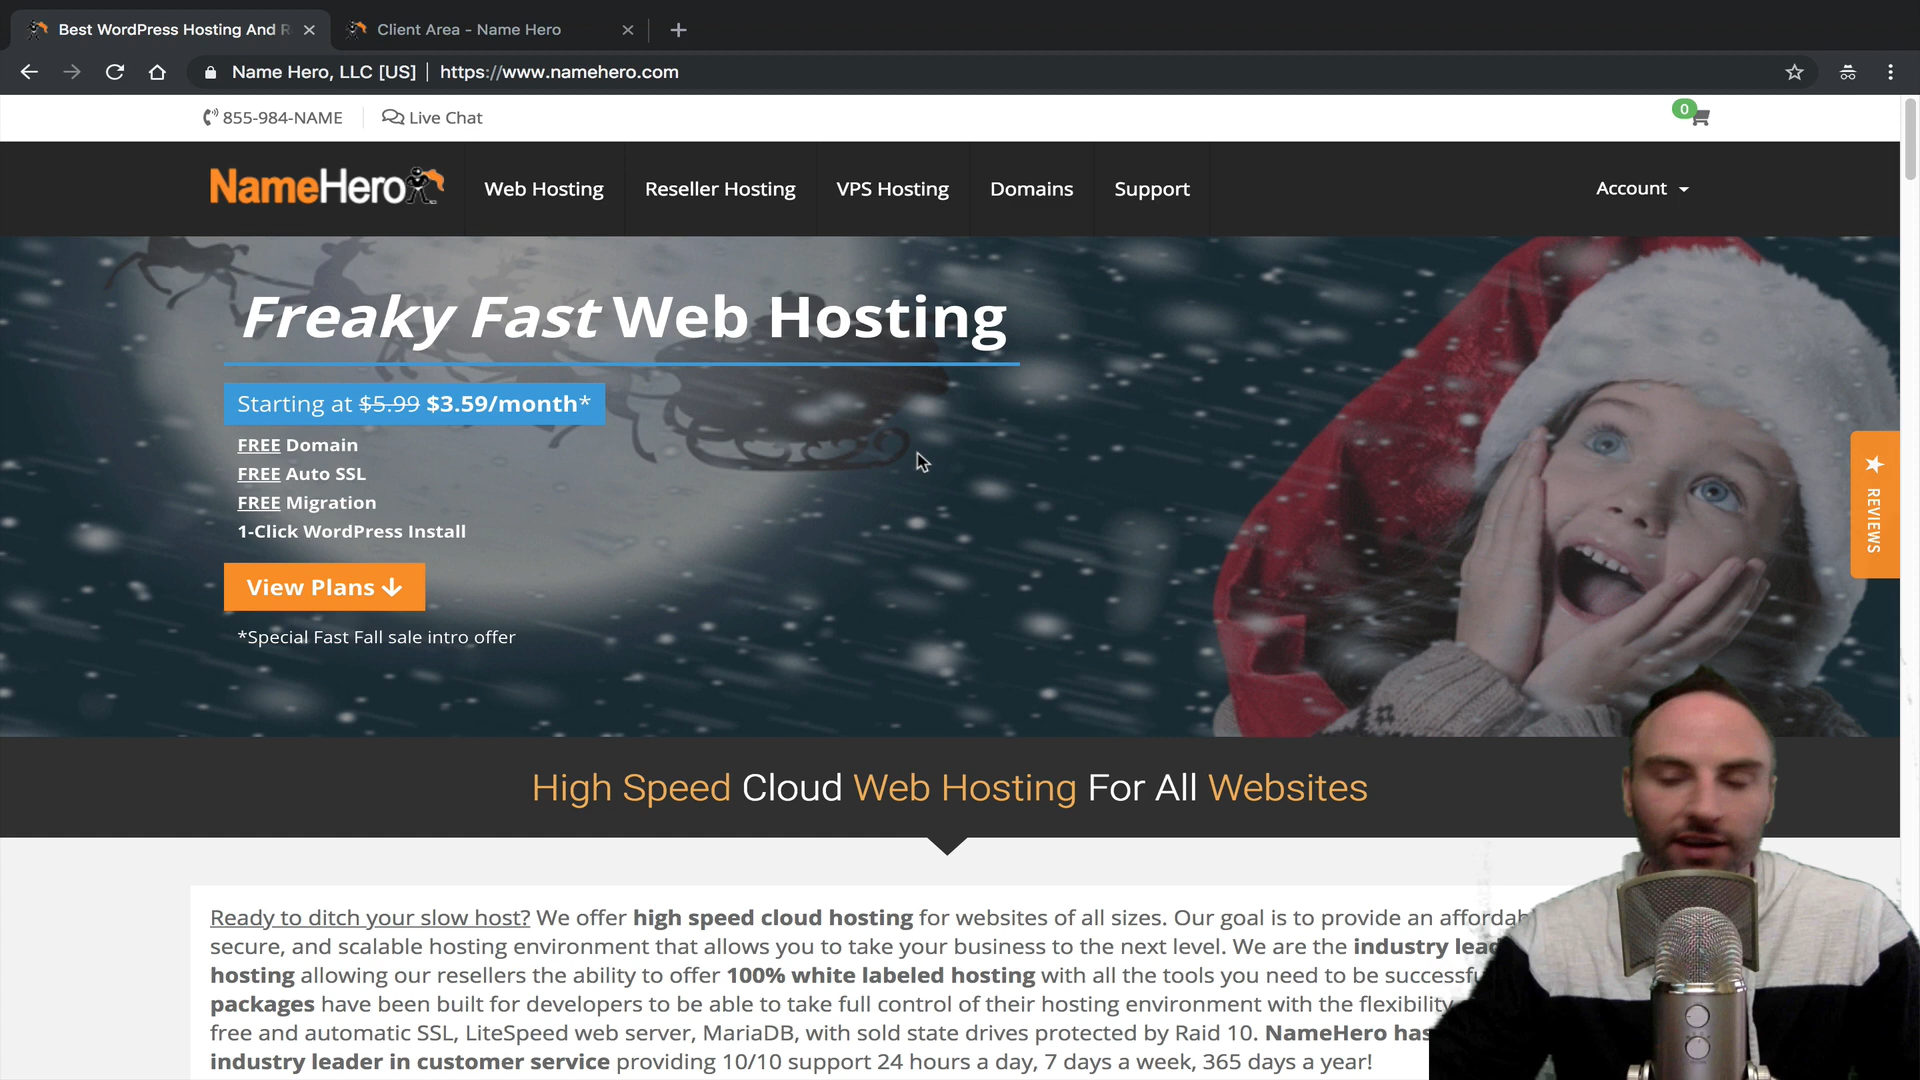 Best WordPress Hosting And R
Client Area - Name Hero
Name Hero, LLC [US] | https://www.namehero.com
855-984-NAME
Live Chat
0
NameHero
Web Hosting
Reseller Hosting
VPS Hosting
Domains
Support
Account
Freaky Fast Web Hosting
Starting at $5.99 $3.59/month*
FREE Domain
FREE Auto SSL
FREE Migration
1-Click WordPress Install
View Plans
*Special Fast Fall sale intro offer
REVIEWS
High Speed Cloud Web Hosting For All Websites
Ready to ditch your slow host? We offer high speed cloud hosting for websites of all sizes. Our goal is to provide an
secure, and scalable hosting environment that allows you to take your business to the next level. We are the industry
hosting allowing our resellers the ability to offer 100% white labeled hosting with all the tools you need to be
packages have been built for developers to be able to take full control of their hosting environment with the flexibility
free and automatic SSL, LiteSpeed web server, MariaDB, with sold state drives protected by Raid 10. NameHero has
industry leader in customer service providing 10/10 support 24 hours a day, 7 days a week, 365 days a year!